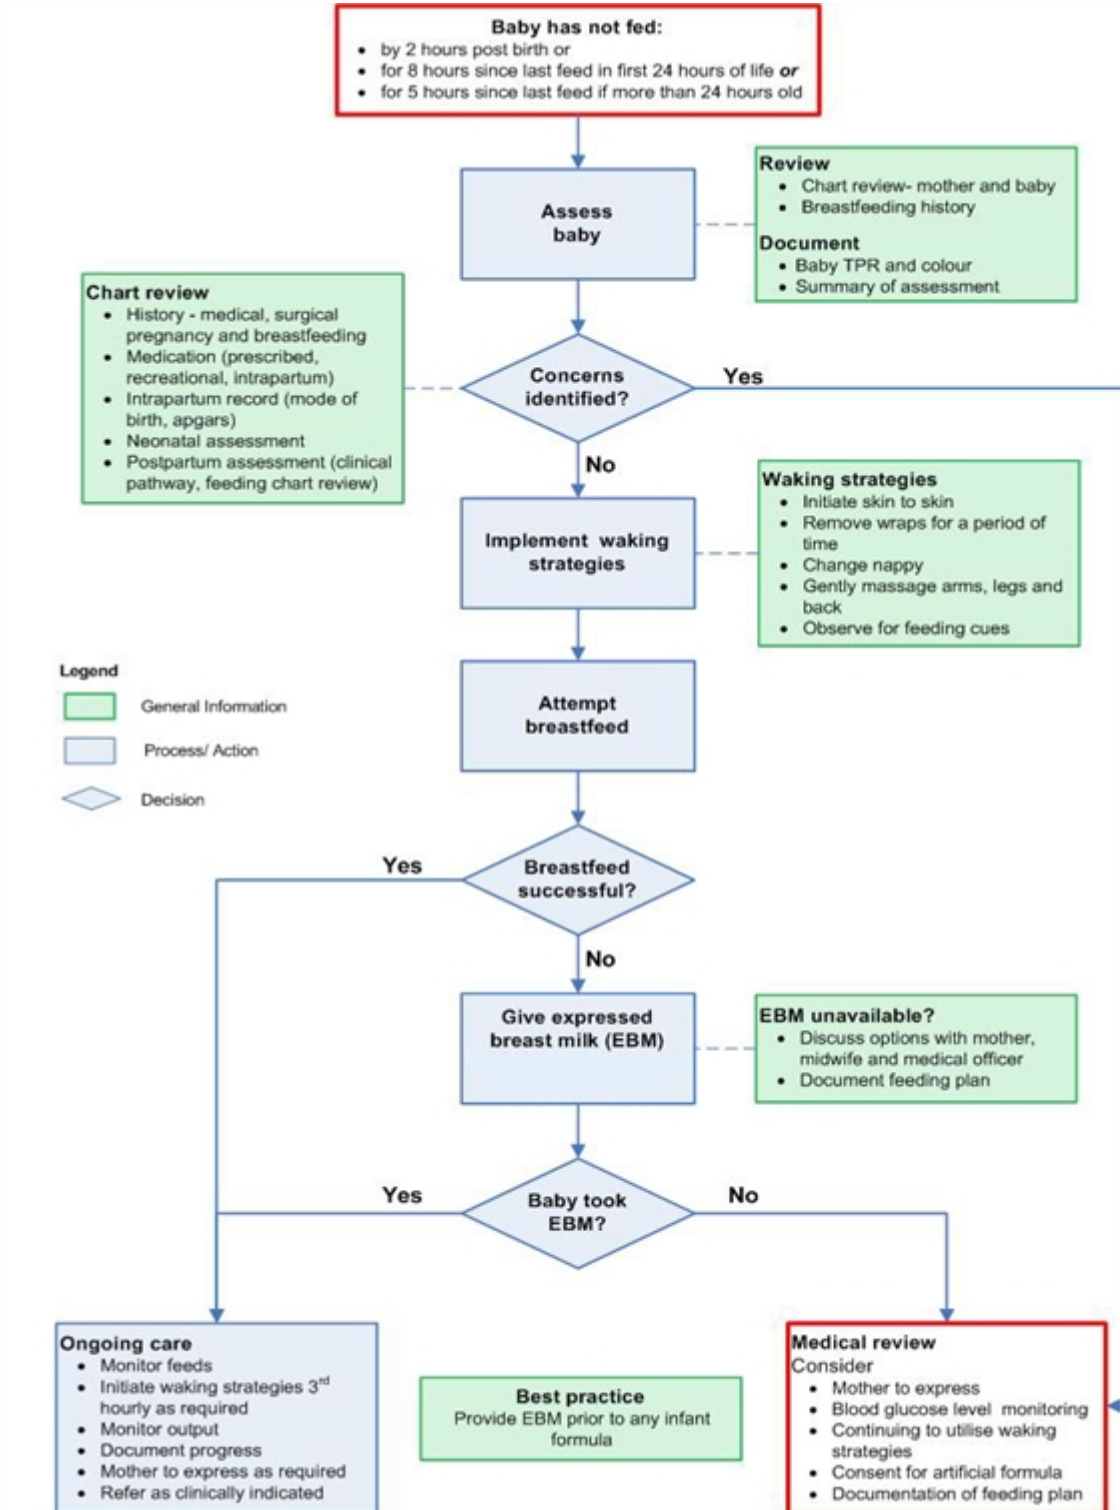 Baby has not fed:
• by 2 hours post birth or
• for 8 hours since last feed in first 24 hours of life or
• for 5 hours since last feed if more than 24 hours old
Assess
baby
Review
• Chart review- mother and baby
• Breastfeeding history
Document
• Baby TPR and colour
• Summary of assessment
Chart review
• History - medical, surgical
pregnancy and breastfeeding
• Medication (prescribed,
recreational, intrapartum)
• Intrapartum record (mode of
birth, apgars)
• Neonatal assessment
• Postpartum assessment (clinical
pathway, feeding chart review)
Concerns
identified?
Yes
No
Implement waking
strategies
Waking strategies
• Initiate skin to skin
• Remove wraps for a period of
time
• Change nappy
• Gently massage arms, legs and
back
• Observe for feeding cues
Legend
General Information
Process/ Action
Decision
Attempt
breastfeed
Yes
Breastfeed
successful?
No
Give expressed
breast milk (EBM)
EBM unavailable?
• Discuss options with mother,
midwife and medical officer
• Document feeding plan
Yes
Baby took
EBM?
No
Ongoing care
• Monitor feeds
• Initiate waking strategies 3rd
hourly as required
• Monitor output
• Document progress
• Mother to express as required
• Refer as clinically indicated
Best practice
Provide EBM prior to any infant
formula
Medical review
Consider
• Mother to express
• Blood glucose level monitoring
• Continuing to utilise waking
strategies
• Consent for artificial formula
• Documentation of feeding plan